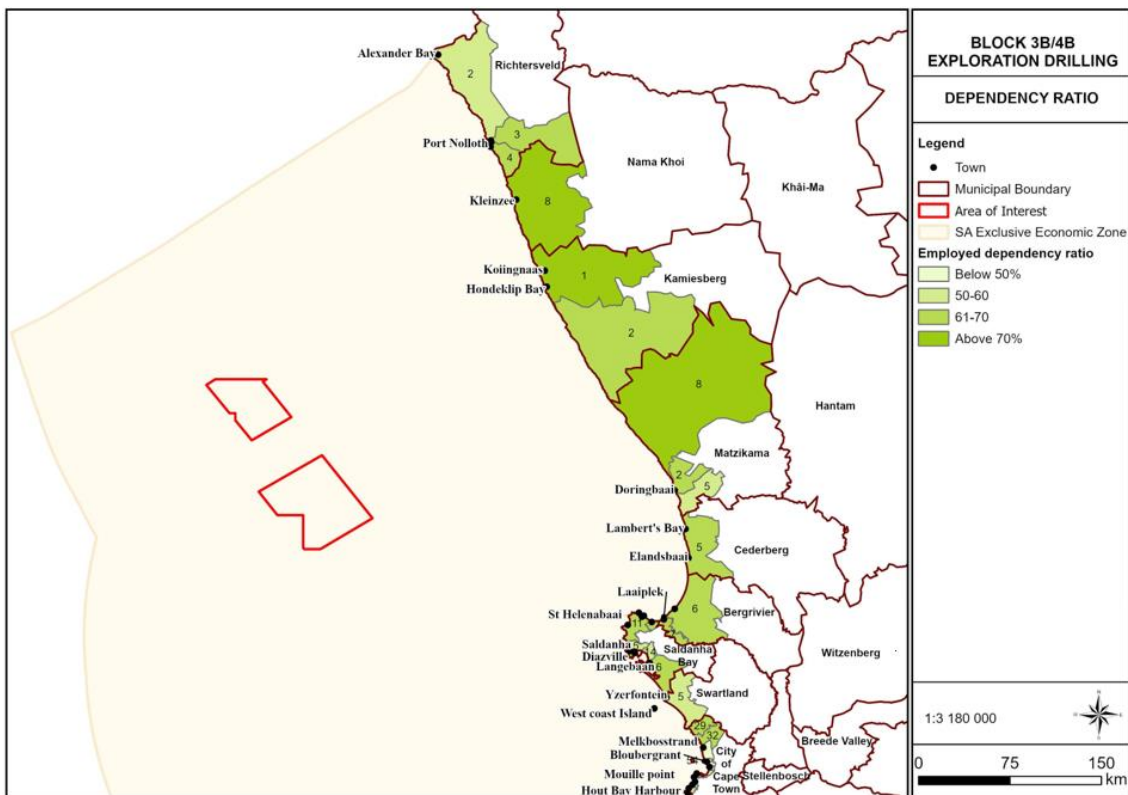 BLOCK 3B/4B
EXPLORATION DRILLING
DEPENDENCY RATIO
Legend
Town
Municipal Boundary
Area of Interest
SA Exclusive Economic Zone
Employed dependency ratio
Below 50%
50-60
61-70
Above 70%
1:3 180 000
0 75 150
km
Alexander Bay
Richtersveld
2
3
Port Nolloth
4
Nama Khoi
Khâi-Ma
Kleinzee
8
Koiingnaas
1
Kamiesberg
Hondeklip Bay
2
8
Hantam
Matzikama
2
5
Doringbaai
Lambert's Bay
5
Cederberg
Elandsbaai
Laaiplek
6
Bergrivier
St Helenabaai
11
Witzenberg
Saldanha
Saldanha
Bay
Diazville
14
Langebaan
6
Yzerfontein
5
Swartland
West coast Island
29
32
Melkbosstrand
Bloubergrant
City
of
Cape
Town
Breede Valley
Mouille point
Stellenbosch
Hout Bay Harbour